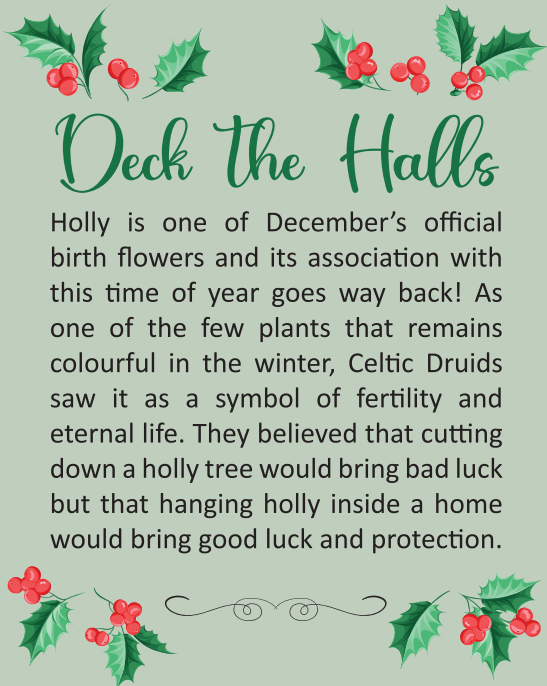 Deck the Halls
Holly is one of December’s official
birth flowers and its association with
this time of year goes way back! As
one of the few plants that remains
colourful in the winter, Celtic Druids
saw it as a symbol of fertility and
eternal life. They believed that cutting
down a holly tree would bring bad luck
but that hanging holly inside a home
would bring good luck and protection.